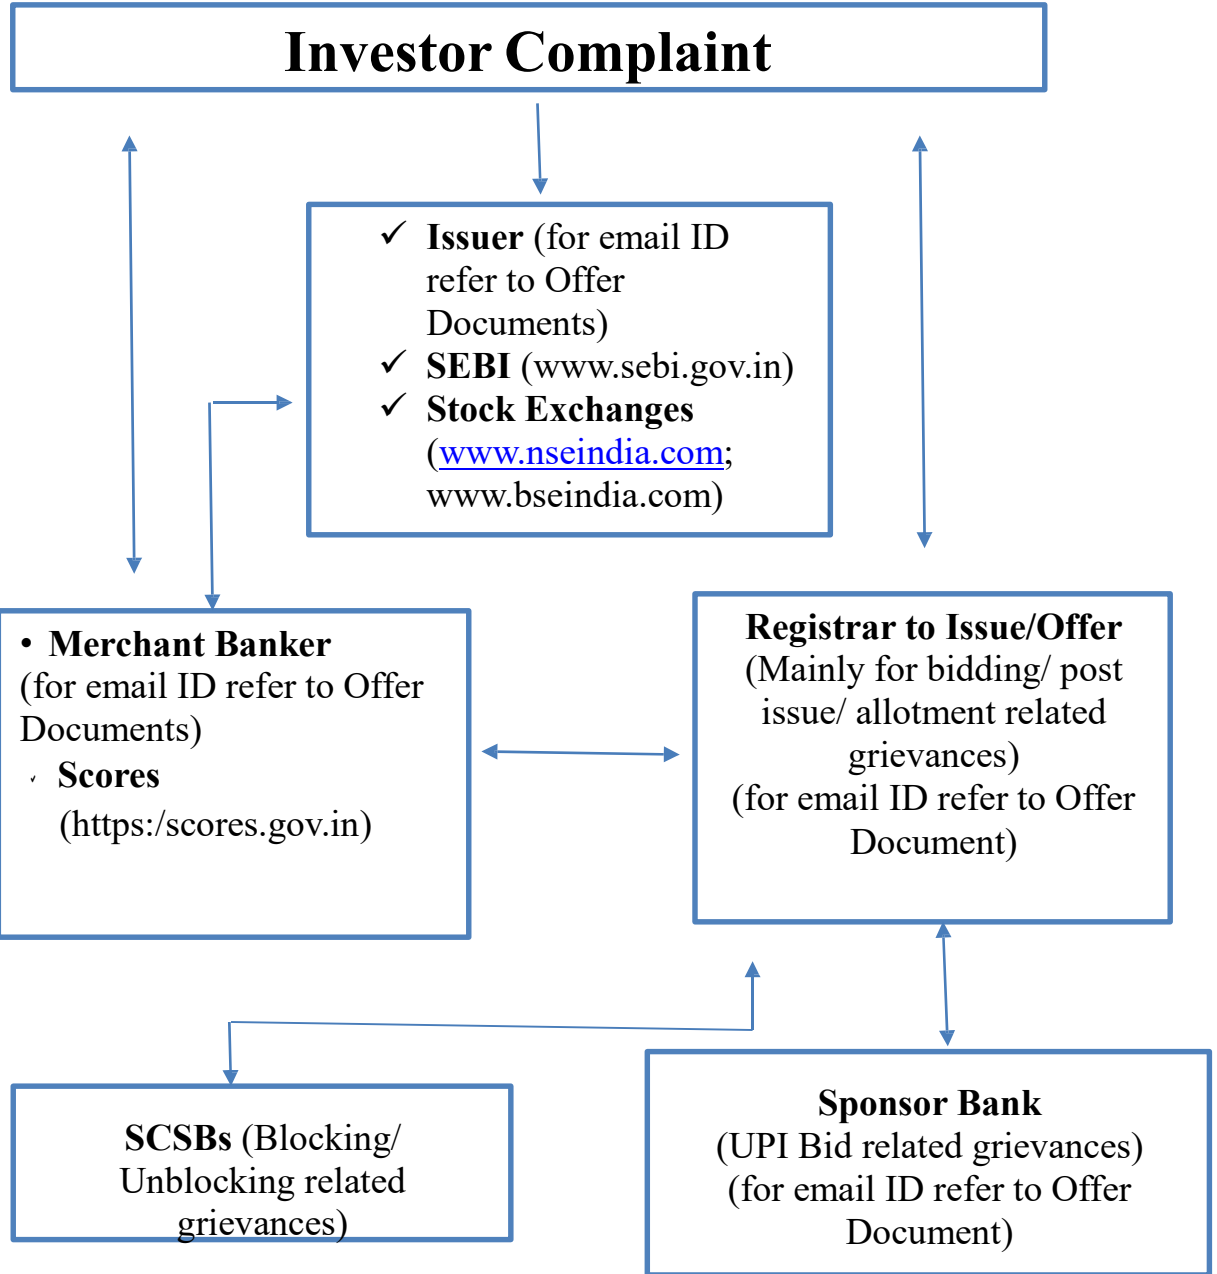 Investor Complaint
✓ Issuer (for email ID
refer to Offer
Documents)
✓ SEBI (www.sebi.gov.in)
✓ Stock Exchanges
(www.nseindia.com;
www.bseindia.com)
• Merchant Banker
(for email ID refer to Offer
Documents)
✓ Scores
(https:/scores.gov.in)
Registrar to Issue/Offer
(Mainly for bidding/ post
issue/ allotment related
grievances)
(for email ID refer to Offer
Document)
SCSBs (Blocking/
Unblocking related
grievances)
Sponsor Bank
(UPI Bid related grievances)
(for email ID refer to Offer
Document)